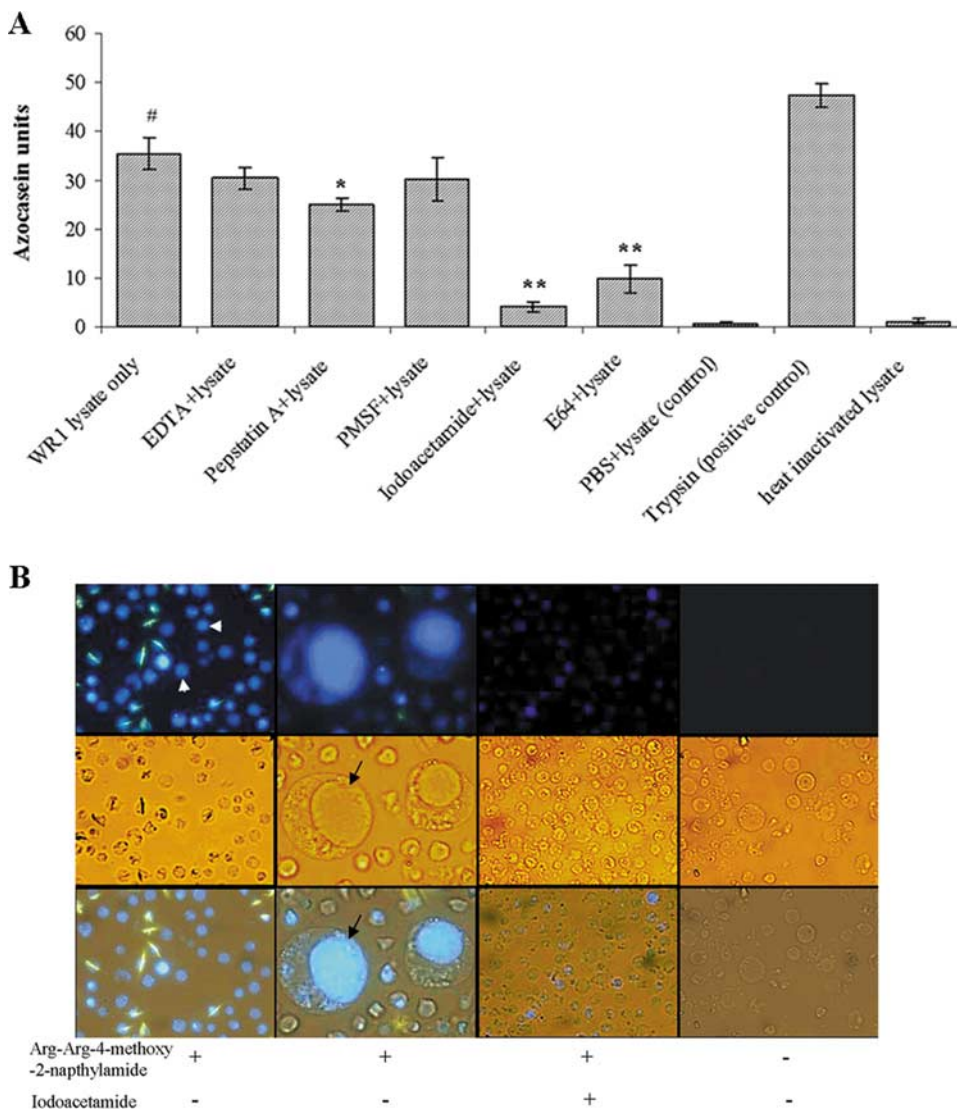 A
Azocasein units
60
50
40
30
20
10
0
#
*
**
**
WR1 lysate only
EDTA+lysate
Pepstatin A+lysate
PMSF+lysate
Iodoacetamide+lysate
E64+lysate
PBS+lysate (control)
Trypsin (positive control)
heat inactivated lysate
B
Arg-Arg-4-methoxy + + + -
-2-napthylamide
Iodoacetamide - - + -